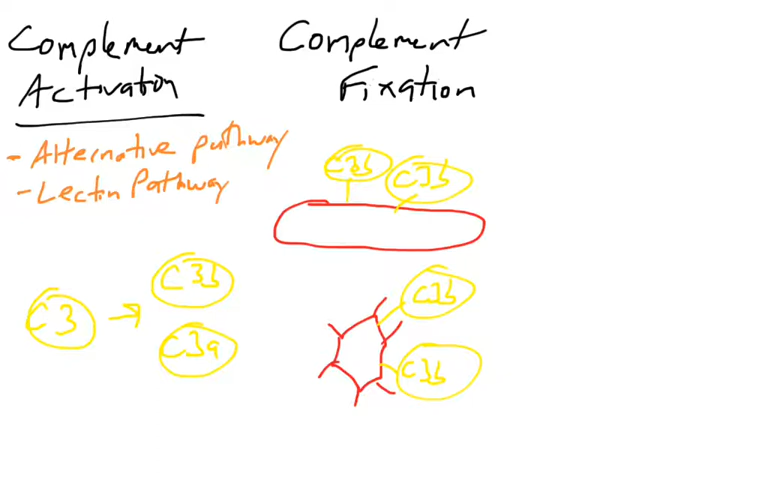 Complement
Activation
- Alternative pathway
- Lectin Pathway
C3
C3b
C3a
Complement
Fixation
C3b
C3b
C3b
C3b